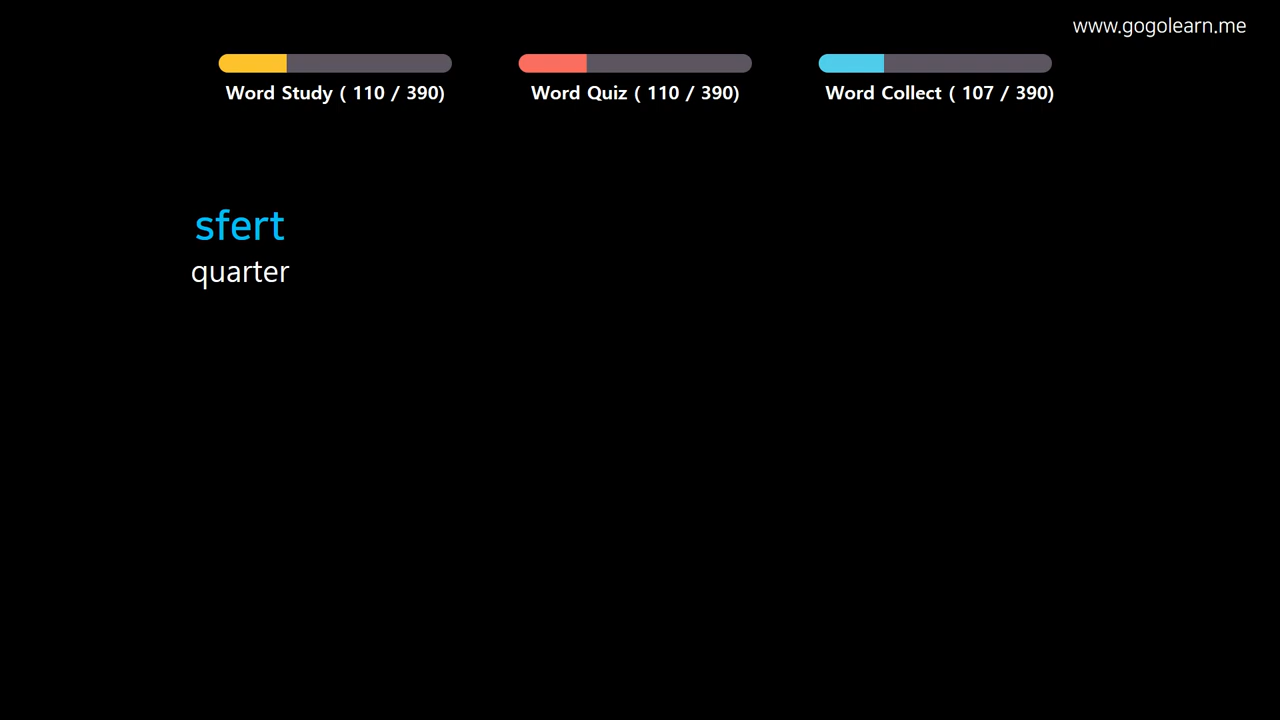 www.gogolearn.me
Word Study ( 110 / 390)
Word Quiz ( 110 / 390)
Word Collect ( 107 / 390)
sfert
quarter